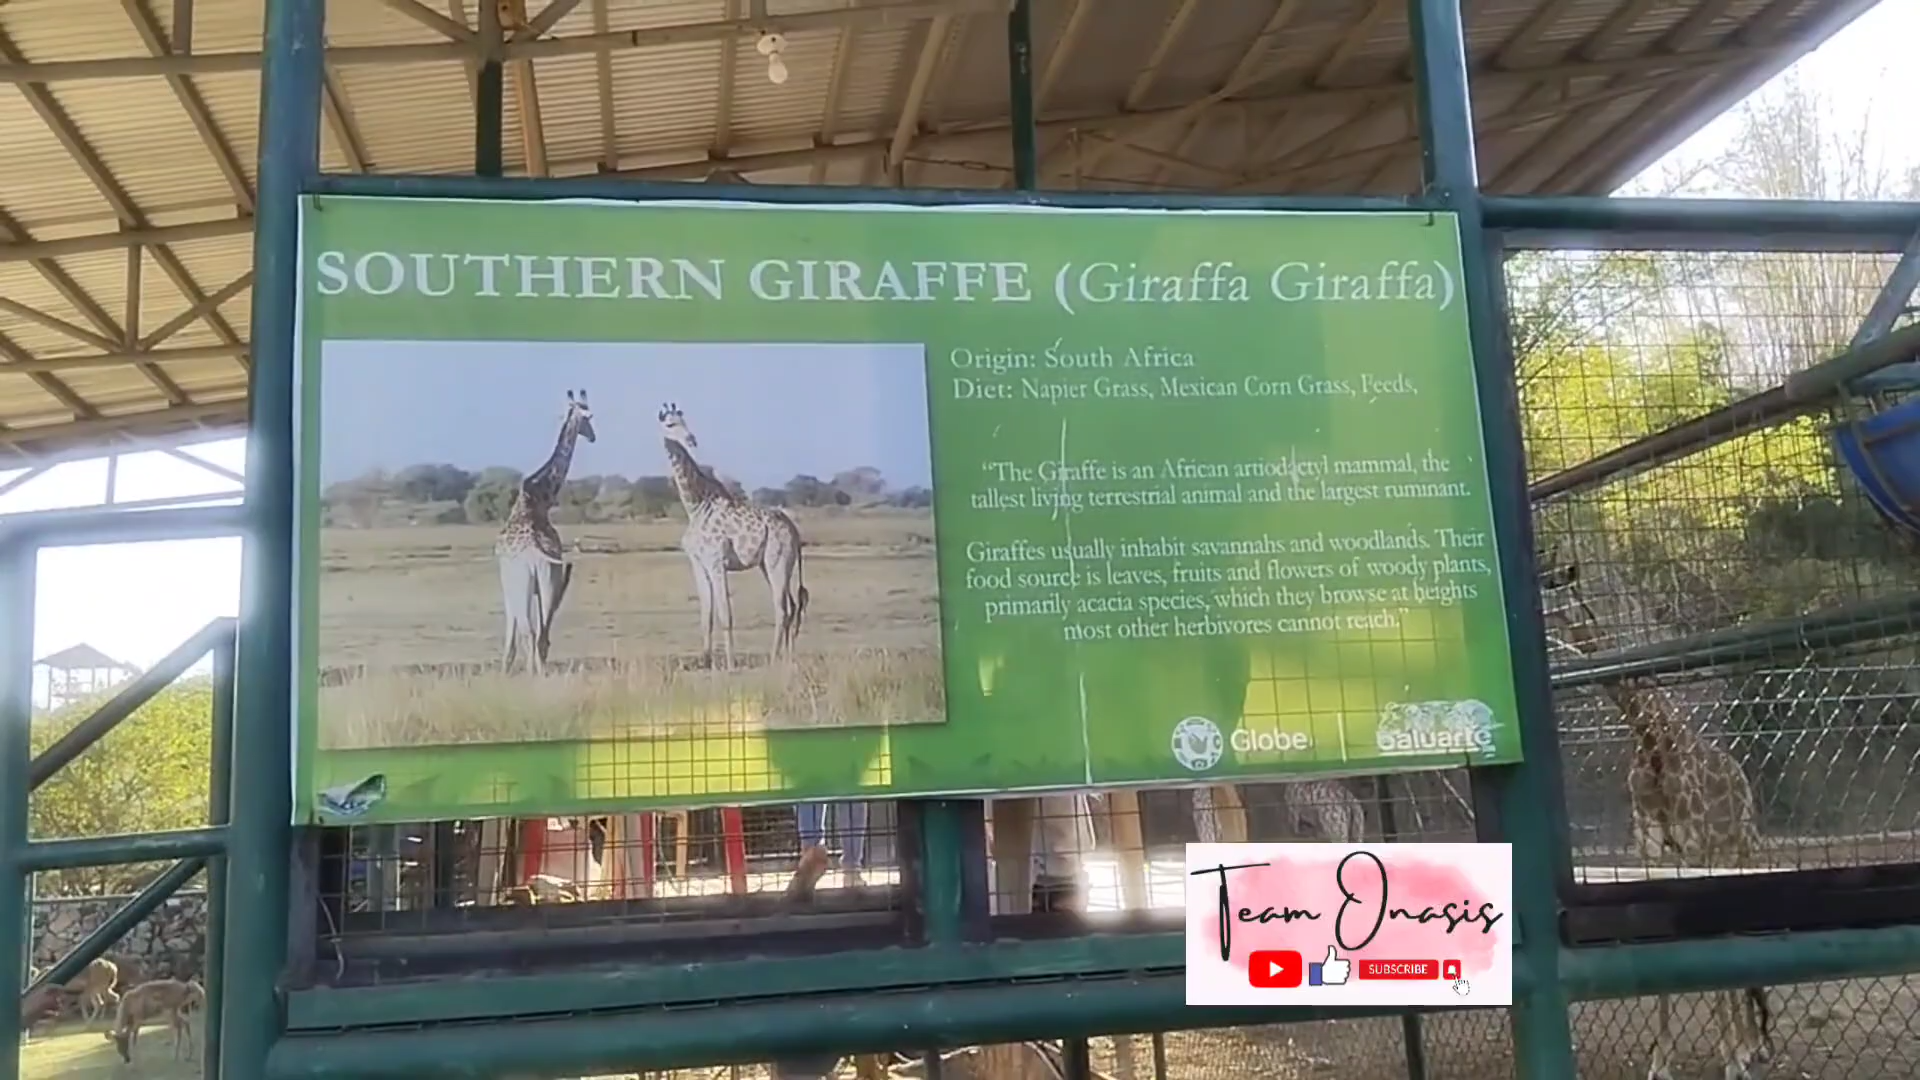 SOUTHERN GIRAFFE (Giraffa Giraffa)
Origin: South Africa
Diet: Napier Grass, Mexican Corn Grass, Feeds,
“The Giraffe is an African artiodactyl mammal, the
tallest living terrestrial animal and the largest ruminant.
Giraffes usually inhabit savannahs and woodlands. Their
food source is leaves, fruits and flowers of woody plants,
primarily acacia species, which they browse at heights
most other herbivores cannot reach.”
Globe
baluarte
Team Onasis
SUBSCRIBE